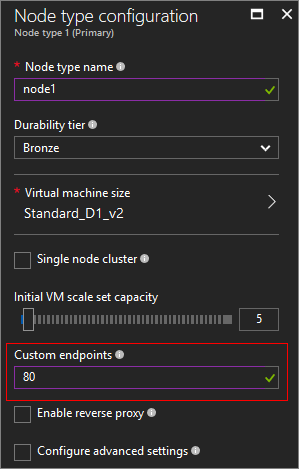 Node type configuration
Node type 1 (Primary)
* Node type name
node1
Durability tier
Bronze
* Virtual machine size
Standard_D1_v2
Single node cluster
Initial VM scale set capacity
5
Custom endpoints
80
Enable reverse proxy
Configure advanced settings